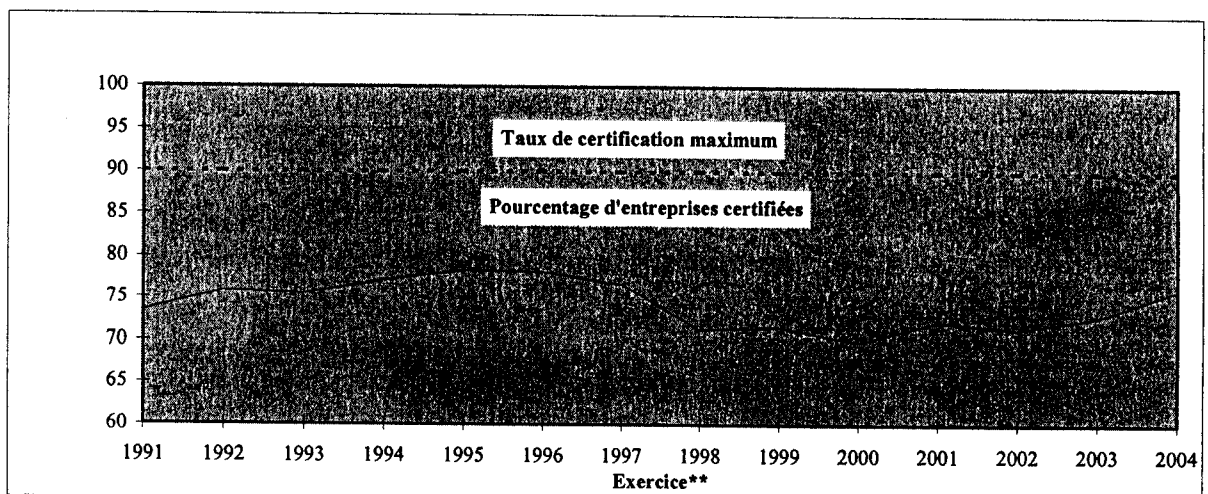 100
95
Taux de certification maximum
90
85
Pourcentage d'entreprises certifiées
80
75
70
65
60
1991 1992 1993 1994 1995 1996 1997 1998 1999 2000 2001 2002 2003 2004
Exercice**